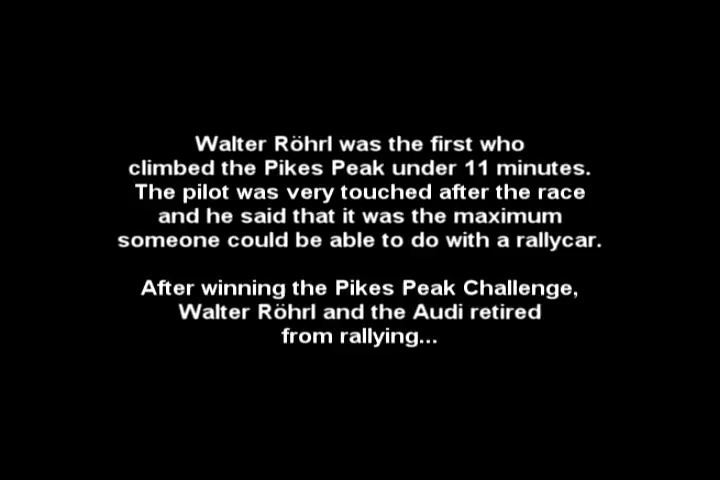 Walter Röhrl was the first who
climbed the Pikes Peak under 11 minutes.
The pilot was very touched after the race
and he said that it was the maximum
someone could be able to do with a rallycar.
After winning the Pikes Peak Challenge,
Walter Röhrl and the Audi retired
from rallying...